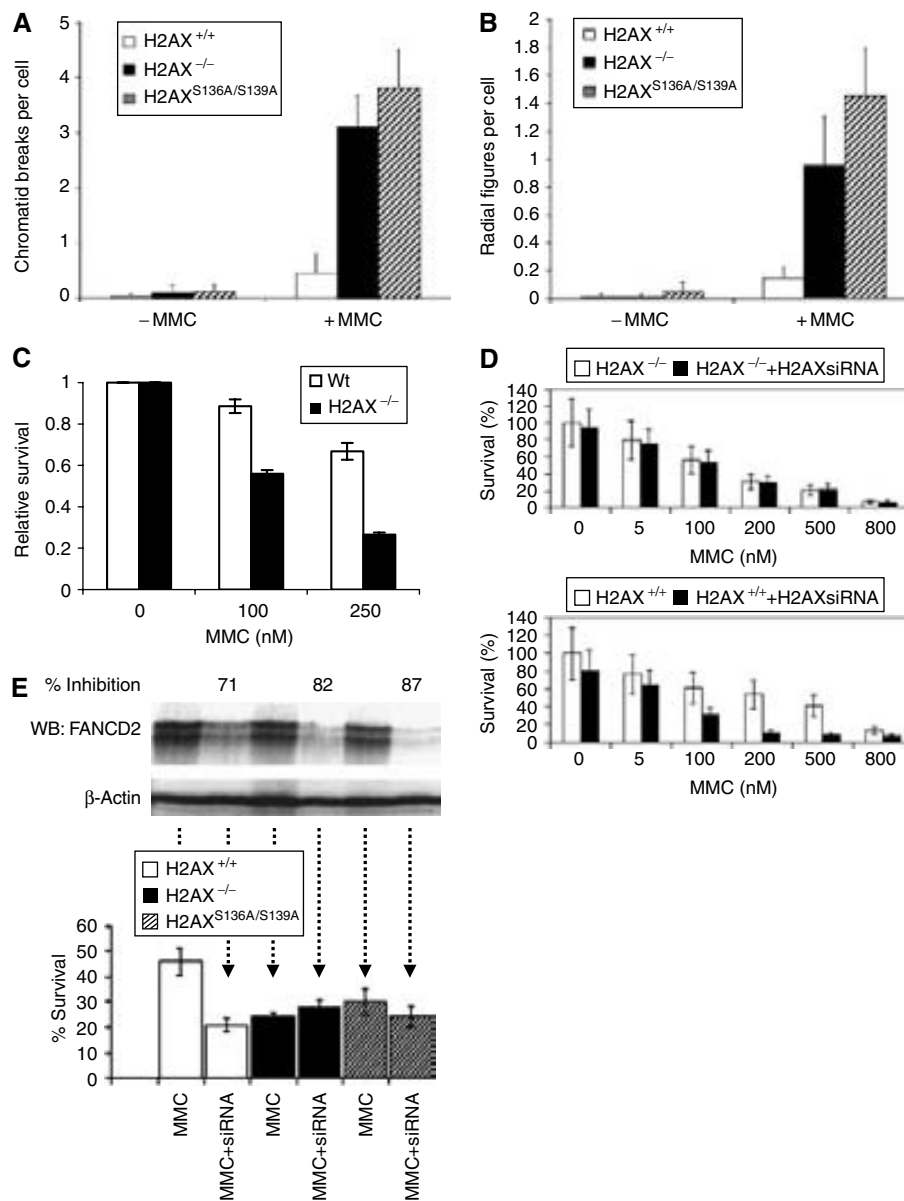 A
H2AX +/+
H2AX –/–
H2AX S136A/S139A
Chromatid breaks per cell
5
4
3
2
1
0
– MMC
+ MMC
B
H2AX +/+
H2AX –/–
H2AX S136A/S139A
Radial figures per cell
2
1.8
1.6
1.4
1.2
1
0.8
0.6
0.4
0.2
0
– MMC
+ MMC
C
Wt
H2AX –/–
Relative survival
1
0.8
0.6
0.4
0.2
0
0 100 250
MMC (nM)
D
H2AX –/– H2AX –/–+H2AXsiRNA
Survival (%)
140
120
100
80
60
40
20
0
0 5 100 200 500 800
MMC (nM)
H2AX +/+ H2AX +/++H2AXsiRNA
Survival (%)
140
120
100
80
60
40
20
0
0 5 100 200 500 800
MMC (nM)
E
% Inhibition 71 82 87
WB: FANCD2
β-Actin
H2AX +/+
H2AX –/–
H2AX S136A/S139A
% Survival
60
50
40
30
20
10
0
MMC
MMC+siRNA
MMC
MMC+siRNA
MMC
MMC+siRNA